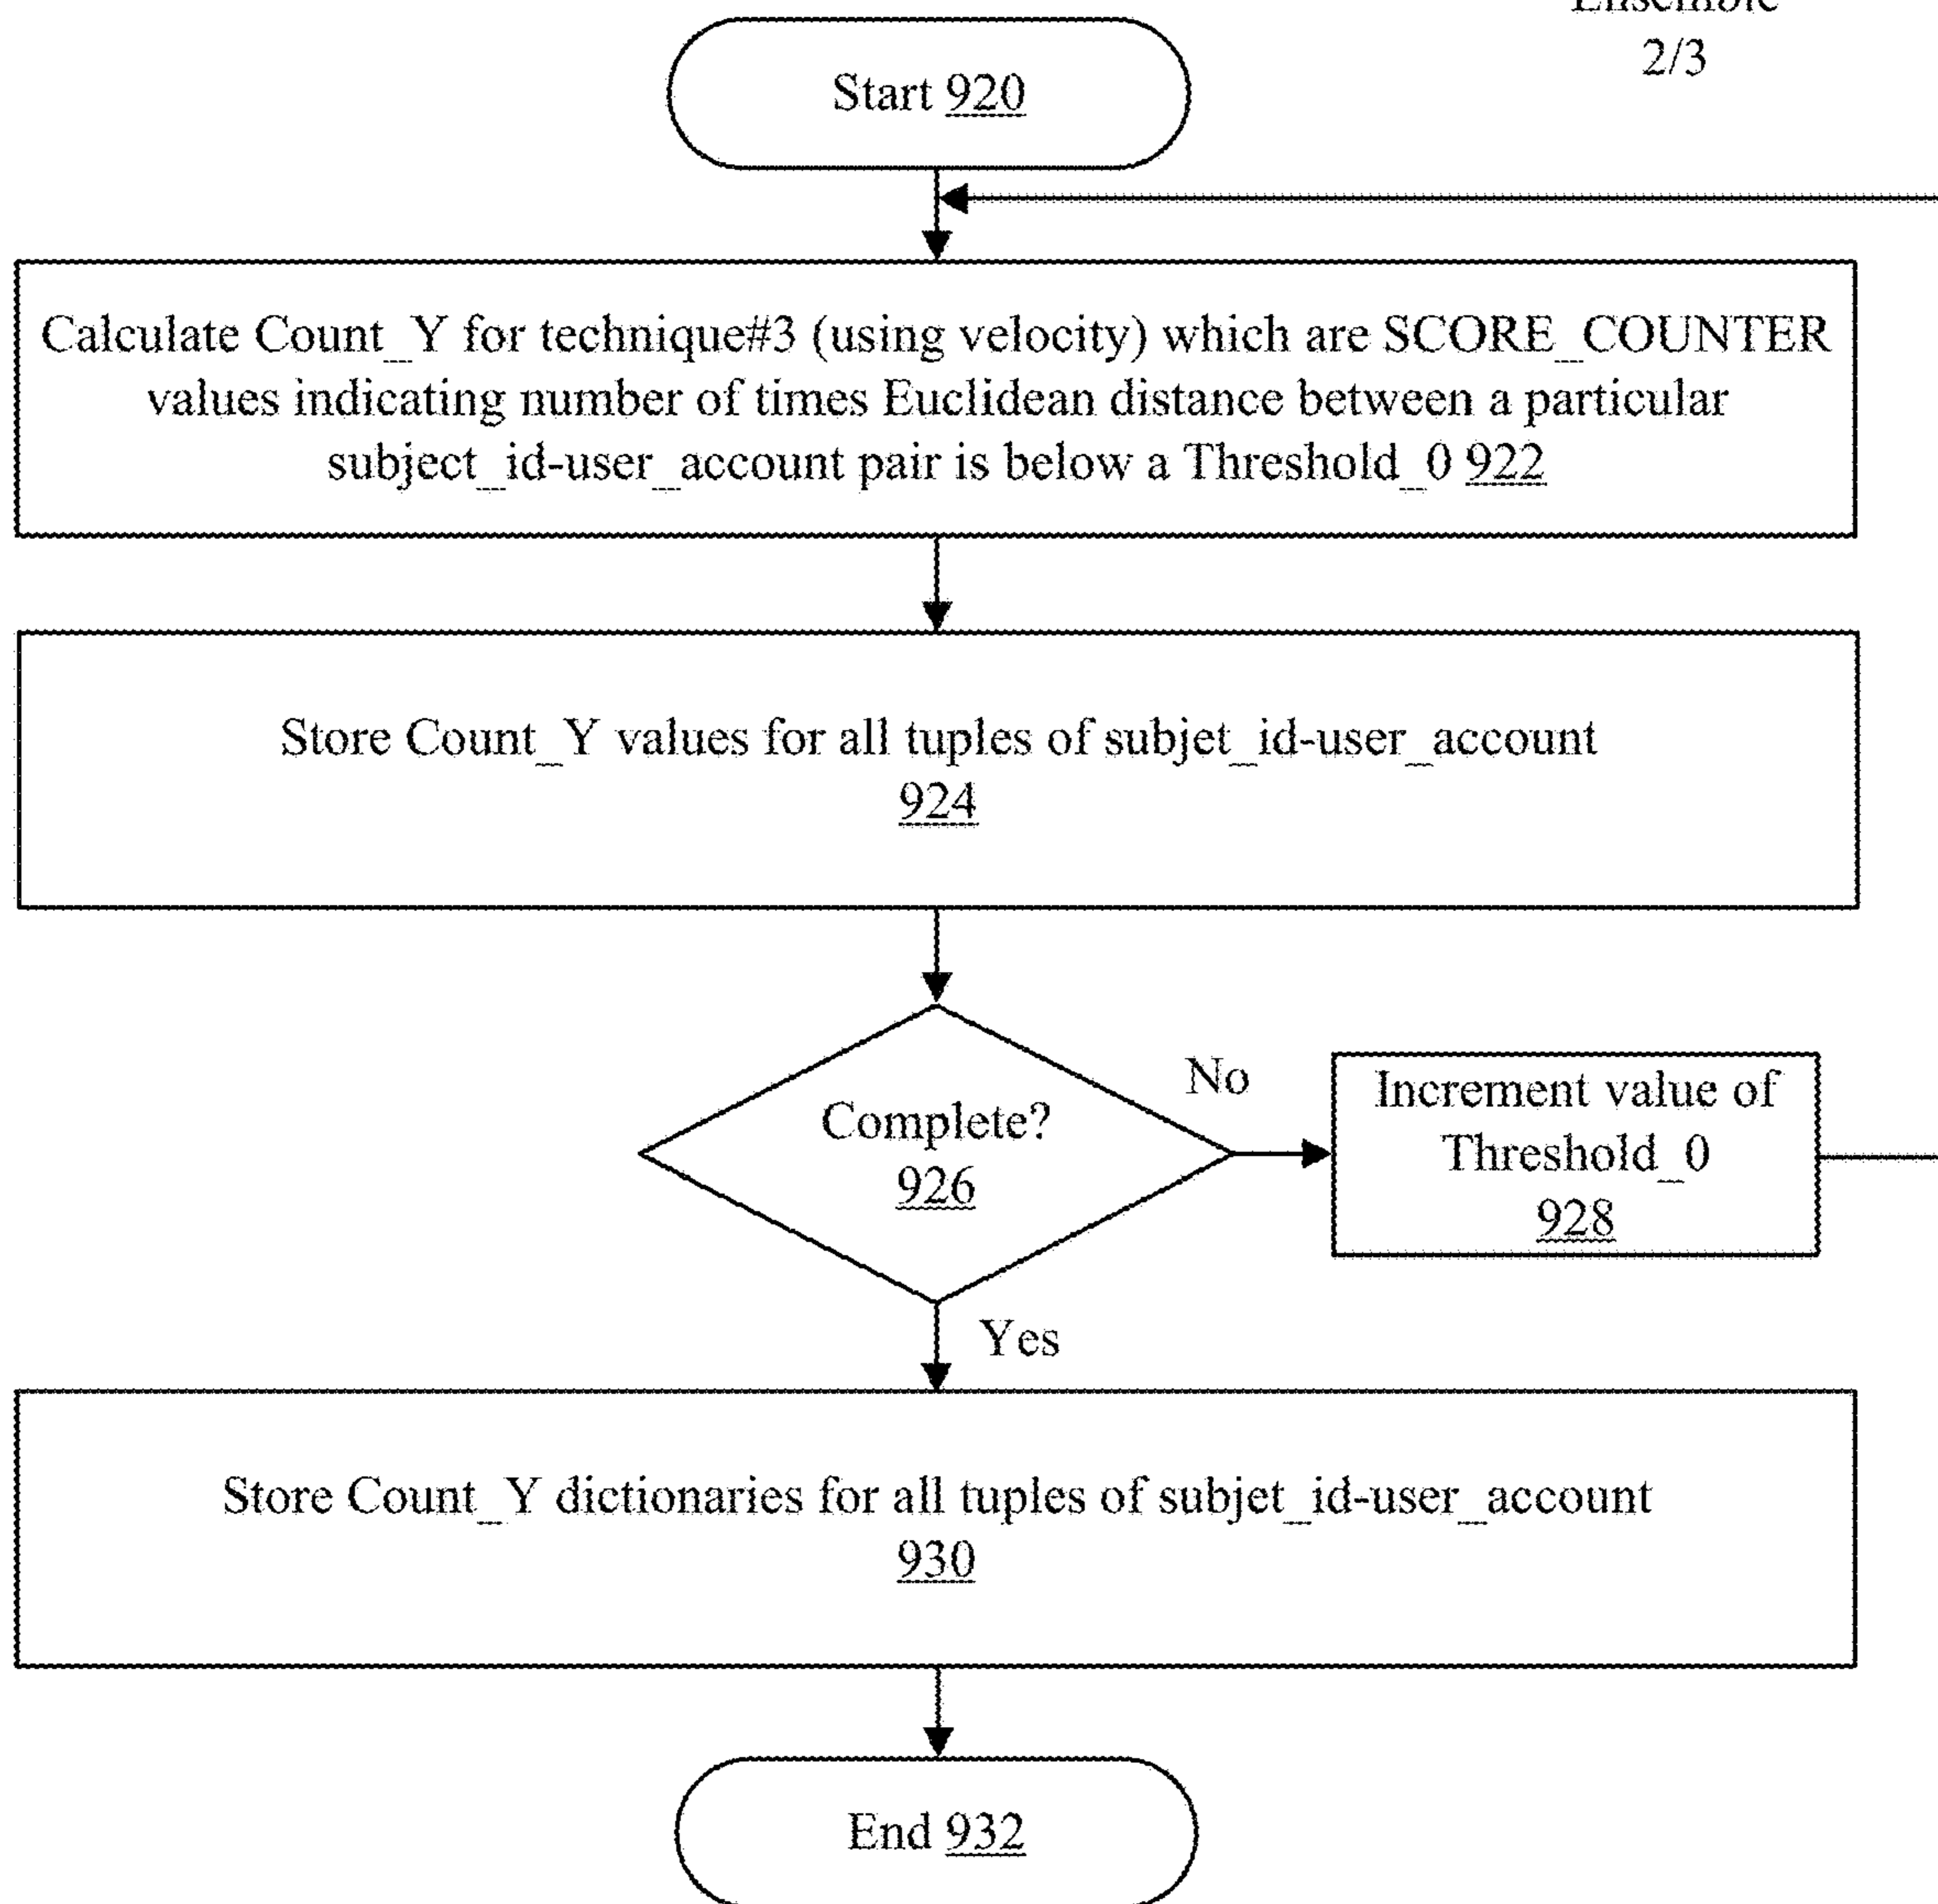 Ensemble
2/3
Start 920
Calculate Count_Y for technique#3 (using velocity) which are SCORE_COUNTER
values indicating number of times Euclidean distance between a particular
subject_id-user_account pair is below a Threshold_0 922
Store Count_Y values for all tuples of subjet_id-user_account
924
No
Complete?
926
Increment value of
Threshold_0
928
Yes
Store Count_Y dictionaries for all tuples of subjet_id-user_account
930
End 932